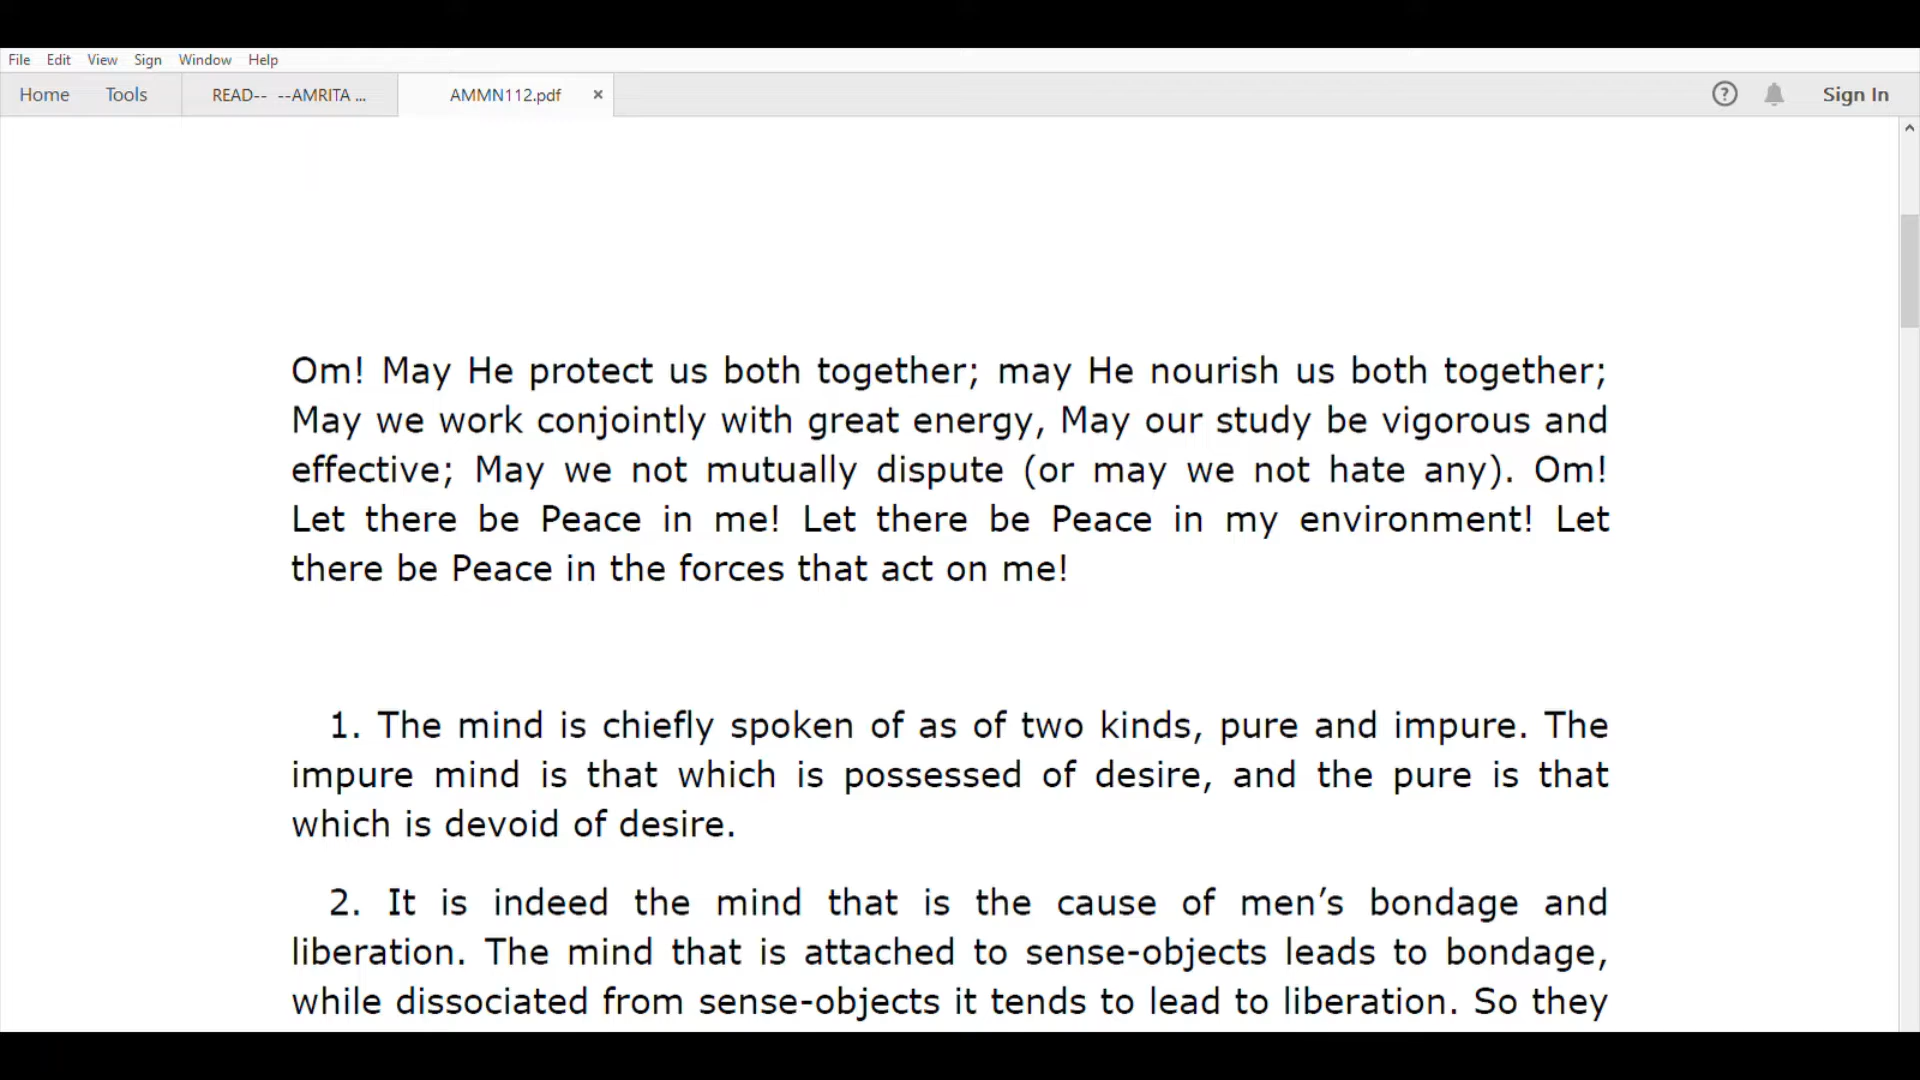 File Edit View Sign Window Help
Home Tools READ-- --AMRITA ... AMMN112.pdf × ? Sign In
Om! May He protect us both together; may He nourish us both together;
May we work conjointly with great energy, May our study be vigorous and
effective; May we not mutually dispute (or may we not hate any). Om!
Let there be Peace in me! Let there be Peace in my environment! Let
there be Peace in the forces that act on me!
1. The mind is chiefly spoken of as of two kinds, pure and impure. The
impure mind is that which is possessed of desire, and the pure is that
which is devoid of desire.
2. It is indeed the mind that is the cause of men’s bondage and
liberation. The mind that is attached to sense-objects leads to bondage,
while dissociated from sense-objects it tends to lead to liberation. So they